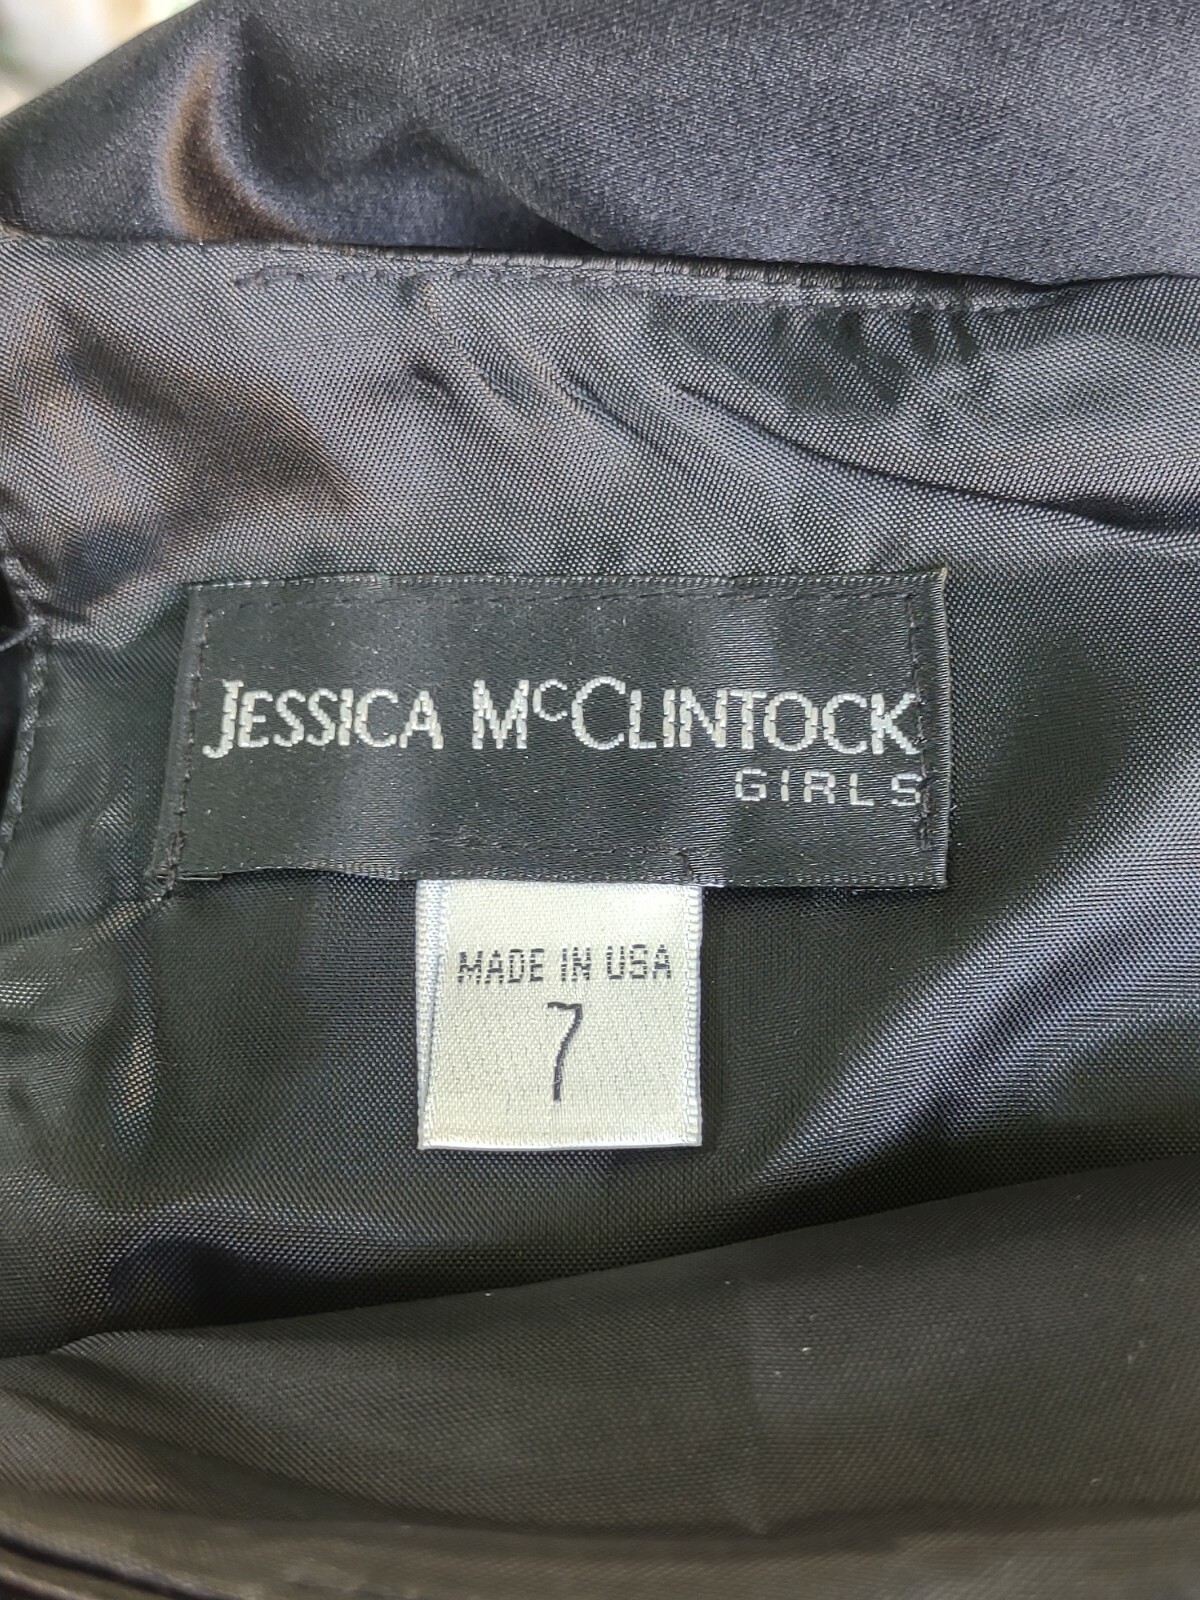 JESSICA McCLINTOCK
GIRLS
MADE IN USA
7